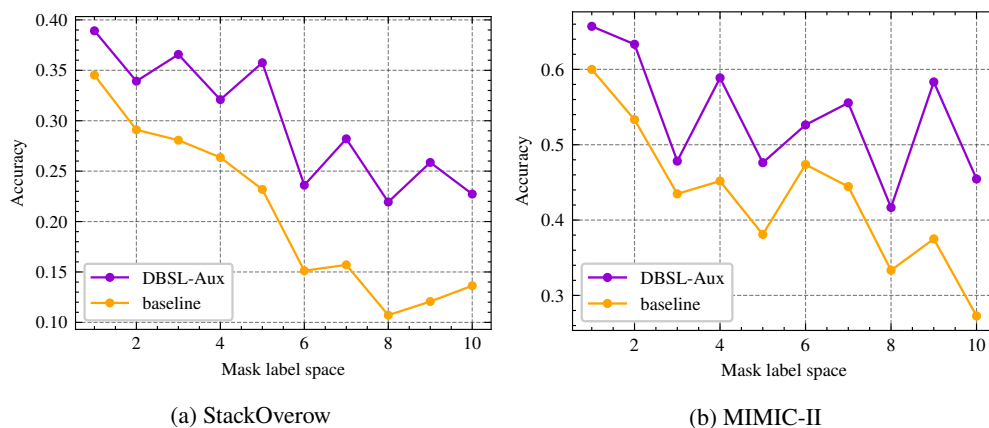 0.40
0.35
0.30
0.25
0.20
0.15
0.10
Accuracy
DBSL-Aux
baseline
2
4
6
8
10
Mask label space
(a) StackOverow
0.6
0.5
0.4
0.3
Accuracy
DBSL-Aux
baseline
2
4
6
8
10
Mask label space
(b) MIMIC-II